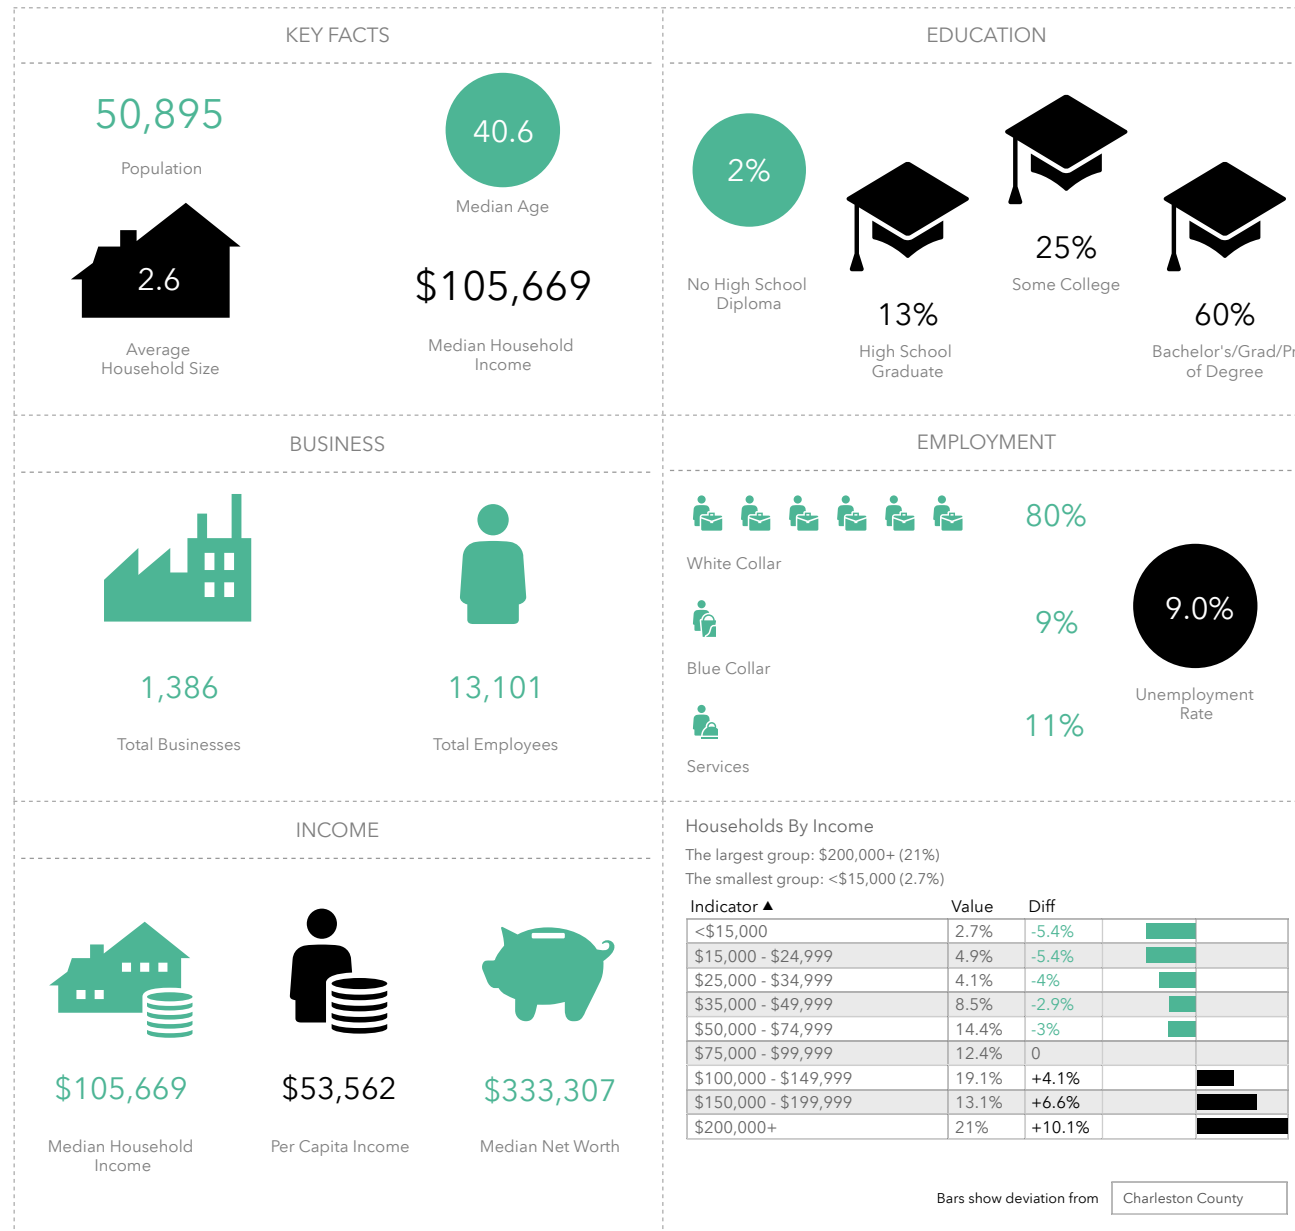 KEY FACTS
50,895
Population
40.6
Median Age
2.6
Average
Household Size
$105,669
Median Household
Income
EDUCATION
2%
No High School
Diploma
13%
High School
Graduate
25%
Some College
60%
Bachelor's/Grad/Pr
of Degree
BUSINESS
1,386
Total Businesses
13,101
Total Employees
EMPLOYMENT
80%
White Collar
9%
Blue Collar
11%
Services
9.0%
Unemployment
Rate
INCOME
$105,669
Median Household
Income
$53,562
Per Capita Income
$333,307
Median Net Worth
Households By Income
The largest group: $200,000+ (21%)
The smallest group: <$15,000 (2.7%)
Indicator ▲ Value Diff
<$15,000 2.7% -5.4%
$15,000 - $24,999 4.9% -5.4%
$25,000 - $34,999 4.1% -4%
$35,000 - $49,999 8.5% -2.9%
$50,000 - $74,999 14.4% -3%
$75,000 - $99,999 12.4% 0
$100,000 - $149,999 19.1% +4.1%
$150,000 - $199,999 13.1% +6.6%
$200,000+ 21% +10.1%
Bars show deviation from Charleston County